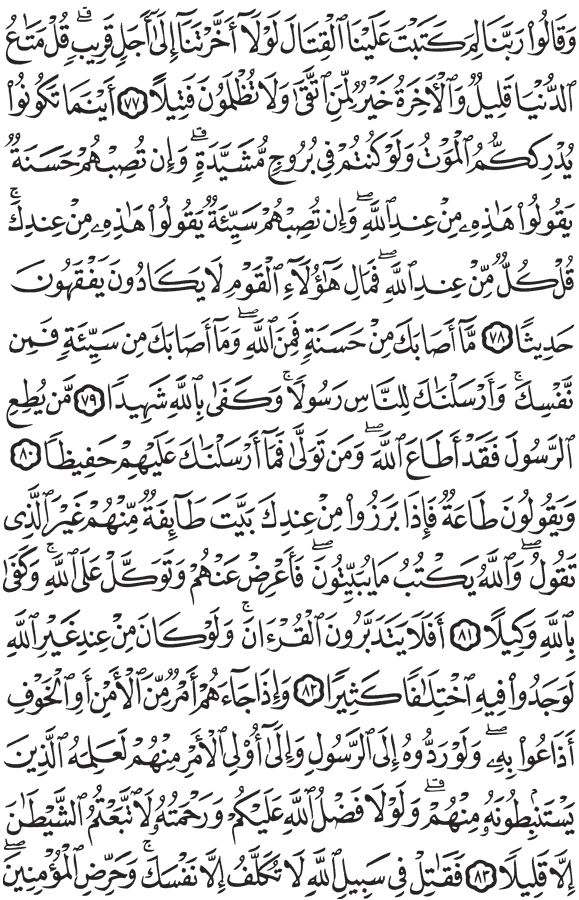 وَقَالُوا۟ رَبَّنَا لِمَ كَتَبْتَ عَلَيْنَا ٱلْقِتَالَ لَوْلَآ أَخَّرْتَنَآ إِلَىٰٓ أَجَلٍ قَرِيبٍ ۗ قُلْ مَتَٰعُ
ٱلدُّنْيَا قَلِيلٌ وَٱلْءَاخِرَةُ خَيْرٌ لِّمَنِ ٱتَّقَىٰ وَلَا تُظْلَمُونَ فَتِيلًا ٧٧ أَيْنَمَا تَكُونُوا۟
يُدْرِككُّمُ ٱلْمَوْتُ وَلَوْ كُنتُمْ فِى بُرُوجٍ مُّشَيَّدَةٍ ۗ وَإِن تُصِبْهُمْ حَسَنَةٌ
يَقُولُوا۟ هَٰذِهِۦ مِنْ عِندِ ٱللَّهِ ۖ وَإِن تُصِبْهُمْ سَيِّئَةٌ يَقُولُوا۟ هَٰذِهِۦ مِنْ عِندِكَ ۚ
قُلْ كُلٌّ مِّنْ عِندِ ٱللَّهِ ۖ فَمَالِ هَٰٓؤُلَآءِ ٱلْقَوْمِ لَا يَكَادُونَ يَفْقَهُونَ
حَدِيثًا ٧٨ مَّآ أَصَابَكَ مِنْ حَسَنَةٍ فَمِنَ ٱللَّهِ ۖ وَمَآ أَصَابَكَ مِن سَيِّئَةٍ فَمِن
نَّفْسِكَ ۚ وَأَرْسَلْنَٰكَ لِلنَّاسِ رَسُولًا ۚ وَكَفَىٰ بِٱللَّهِ شَهِيدًا ٧٩ مَّن يُطِعِ
ٱلرَّسُولَ فَقَدْ أَطَاعَ ٱللَّهَ ۖ وَمَن تَوَلَّىٰ فَمَآ أَرْسَلْنَٰكَ عَلَيْهِمْ حَفِيظًا ٨٠
وَيَقُولُونَ طَاعَةٌ فَإِذَا بَرَزُوا۟ مِنْ عِندِكَ بَيَّتَ طَآئِفَةٌ مِّنْهُمْ غَيْرَ ٱلَّذِى
تَقُولُ ۖ وَٱللَّهُ يَكْتُبُ مَا يُبَيِّتُونَ ۖ فَأَعْرِضْ عَنْهُمْ وَتَوَكَّلْ عَلَى ٱللَّهِ ۚ وَكَفَىٰ
بِٱللَّهِ وَكِيلًا ٨١ أَفَلَا يَتَدَبَّرُونَ ٱلْقُرْءَانَ ۚ وَلَوْ كَانَ مِنْ عِندِ غَيْرِ ٱللَّهِ
لَوَجَدُوا۟ فِيهِ ٱخْتِلَٰفًا كَثِيرًا ٨٢ وَإِذَا جَآءَهُمْ أَمْرٌ مِّنَ ٱلْأَمْنِ أَوِ ٱلْخَوْفِ
أَذَاعُوا۟ بِهِۦ ۖ وَلَوْ رَدُّوهُ إِلَى ٱلرَّسُولِ وَإِلَىٰٓ أُو۟لِى ٱلْأَمْرِ مِنْهُمْ لَعَلِمَهُ ٱلَّذِينَ
يَسْتَنۢبِطُونَهُۥ مِنْهُمْ ۗ وَلَوْلَا فَضْلُ ٱللَّهِ عَلَيْكُمْ وَرَحْمَتُهُۥ لَٱتَّبَعْتُمُ ٱلشَّيْطَٰنَ
إِلَّا قَلِيلًا ٨٣ فَقَٰتِلْ فِى سَبِيلِ ٱللَّهِ لَا تُكَلَّفُ إِلَّا نَفْسَكَ ۚ وَحَرِّضِ ٱلْمُؤْمِنِينَ ۖ